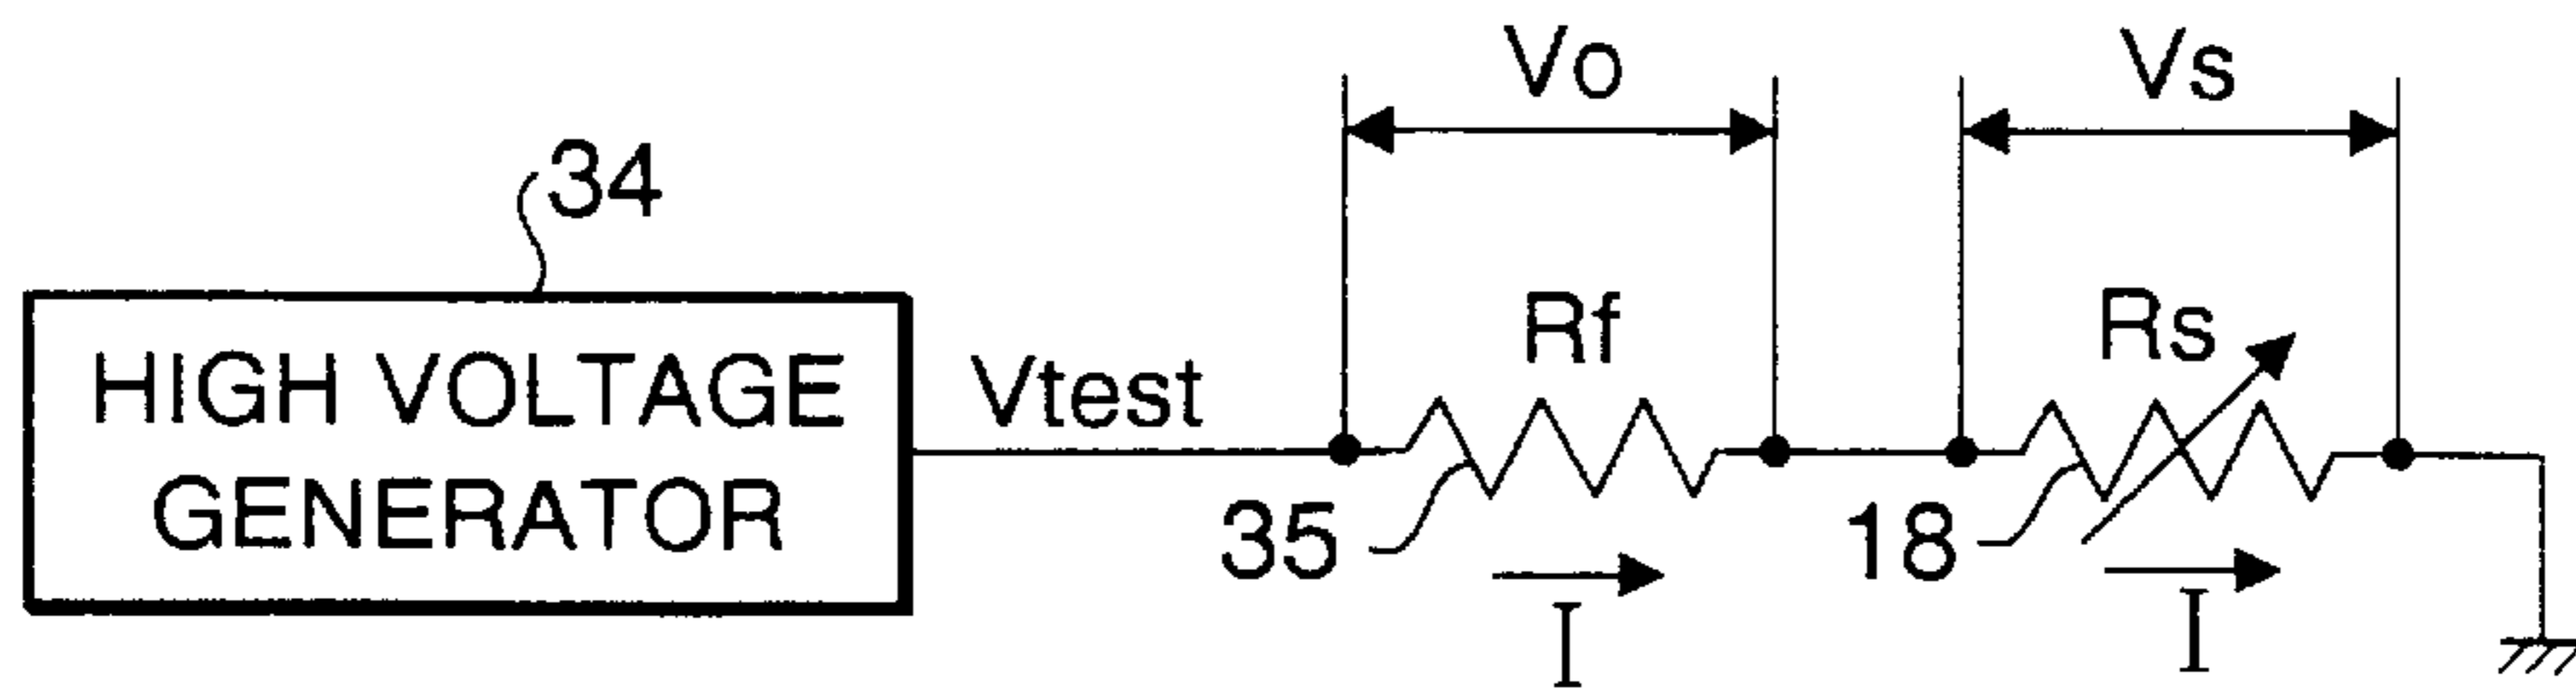 Vo
Vs
34
Rf
Rs
HIGH VOLTAGE
GENERATOR
Vtest
35
18
I
I